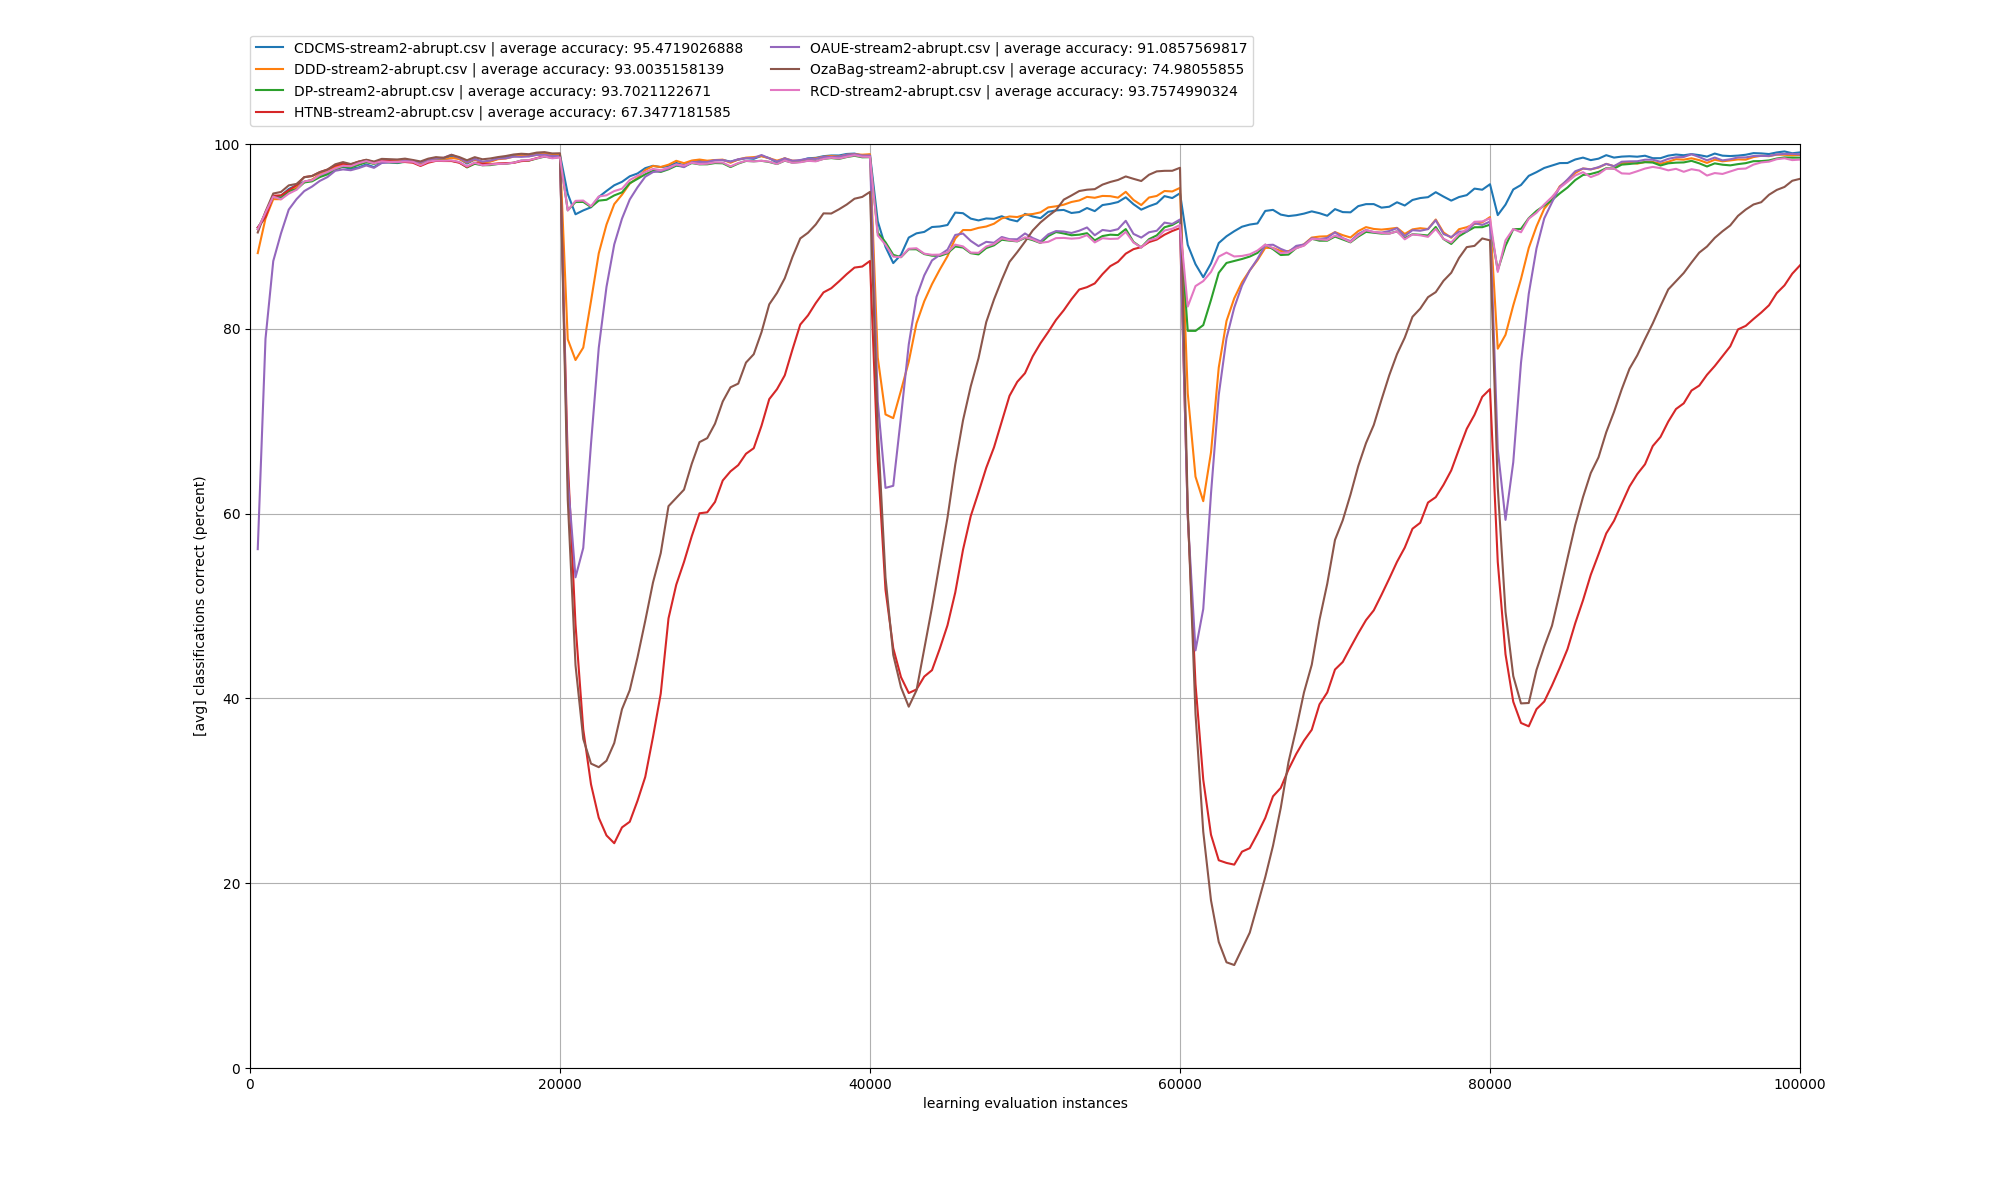 CDCMS-stream2-abrupt.csv | average accuracy: 95.4719026888
DDD-stream2-abrupt.csv | average accuracy: 93.0035158139
DP-stream2-abrupt.csv | average accuracy: 93.7021122671
HTNB-stream2-abrupt.csv | average accuracy: 67.3477181585
OAUE-stream2-abrupt.csv | average accuracy: 91.0857569817
OzaBag-stream2-abrupt.csv | average accuracy: 74.98055855
RCD-stream2-abrupt.csv | average accuracy: 93.7574990324
100
80
60
40
20
0
[avg] classifications correct (percent)
0 20000 40000 60000 80000 100000
learning evaluation instances